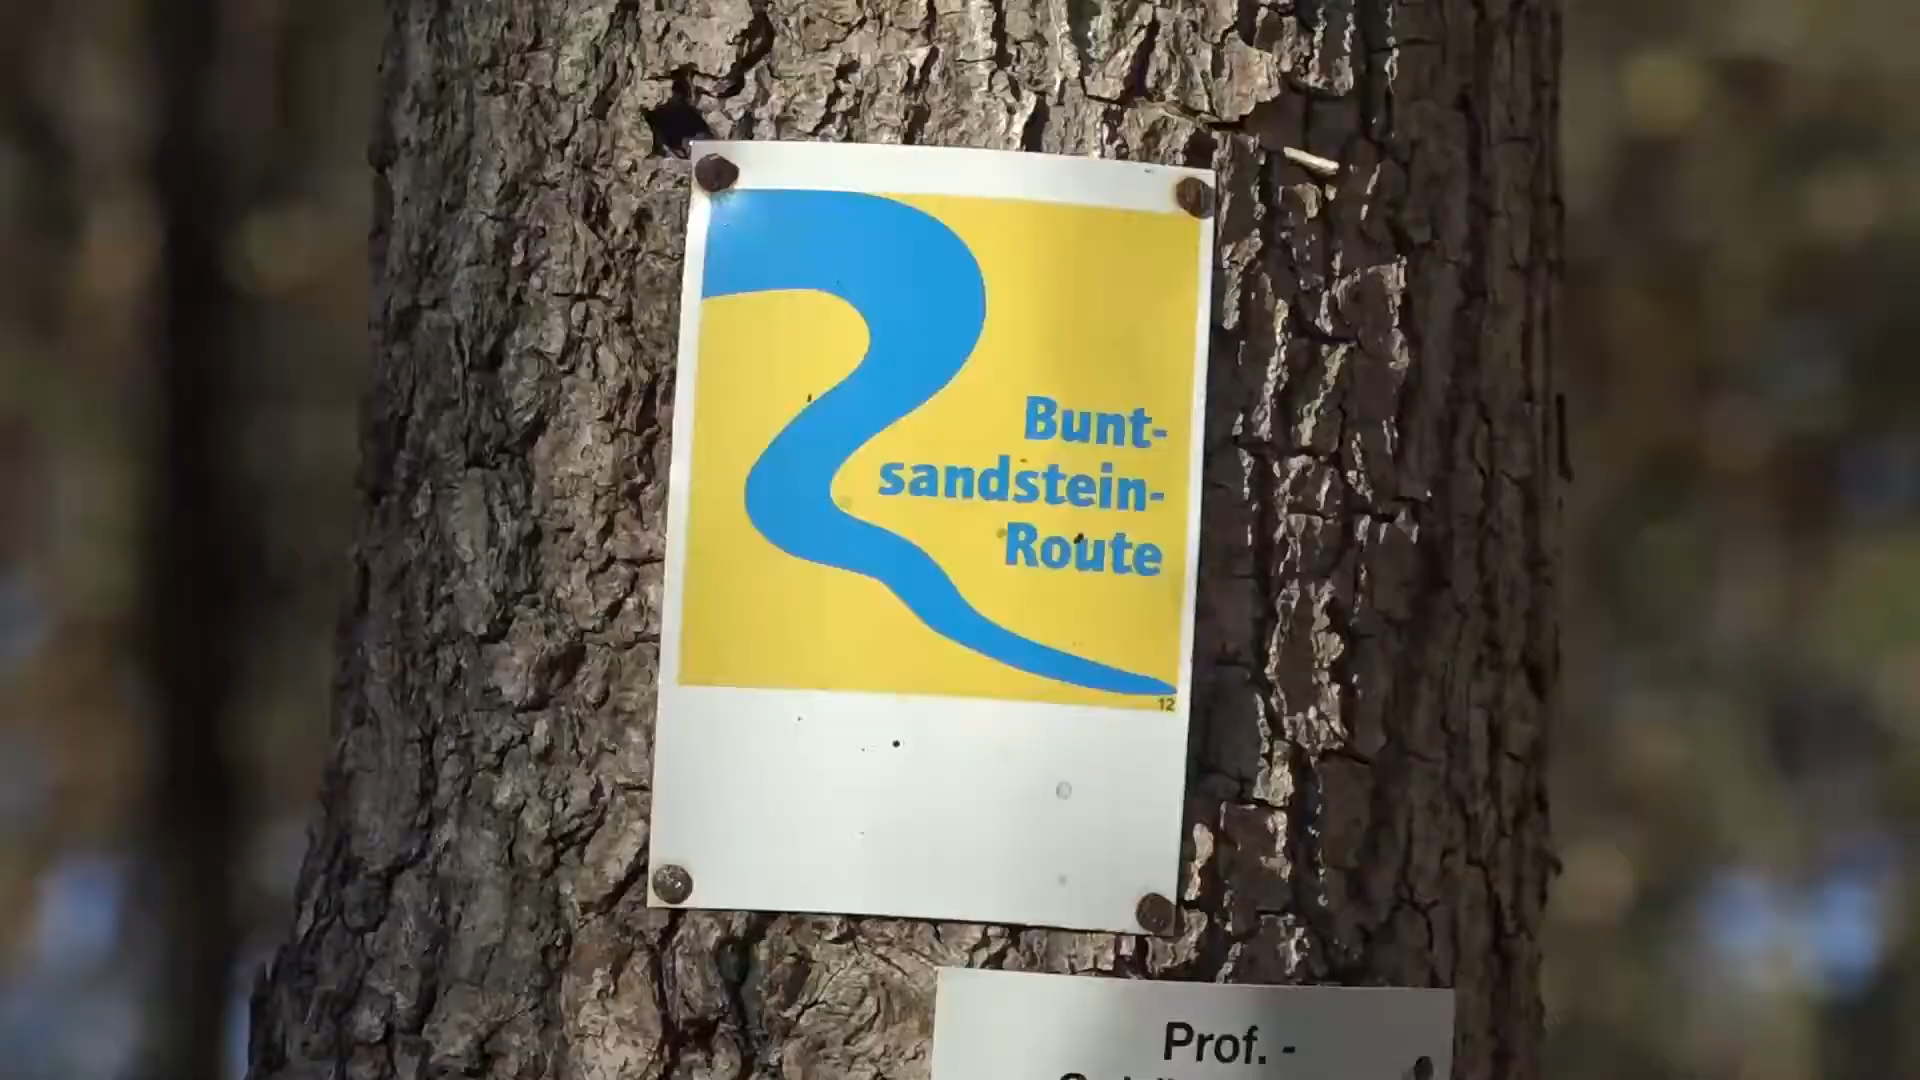 Bunt-
sandstein-
Route
12
Prof. -